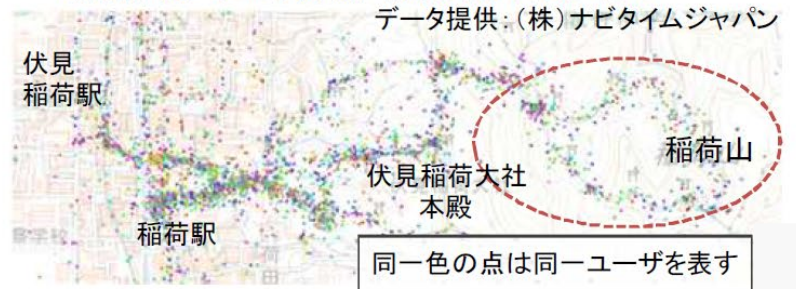 データ提供：（株）ナビタイムジャパン
伏見
稲荷駅
稲荷山
伏見稲荷大社
本殿
稲荷駅
同一色の点は同一ユーザを表す